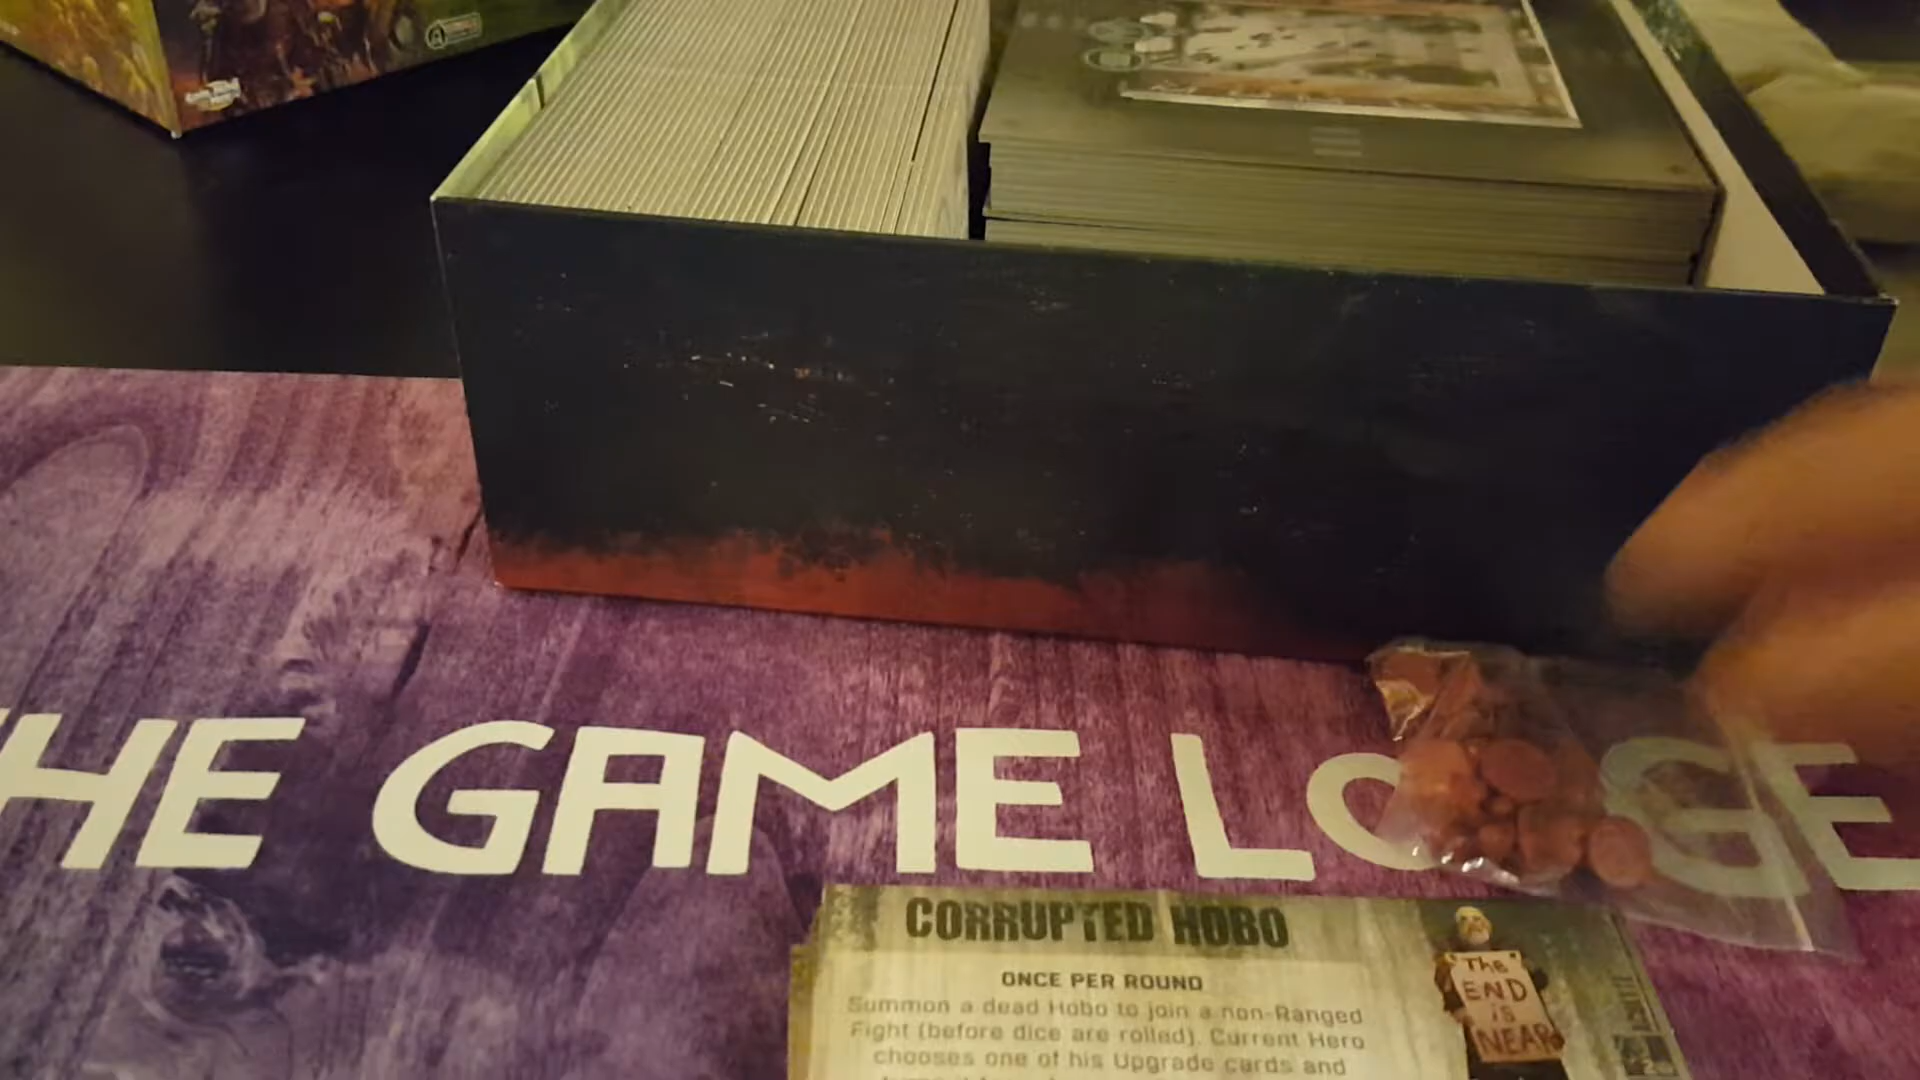 THE GAME LO GE
CORRUPTED HOBO
ONCE PER ROUND
Summon a dead Hobo to join a non-Ranged
Fight (before dice are rolled). Current Hero
chooses one of his Upgrade cards and
"The
END
is
NEAR"